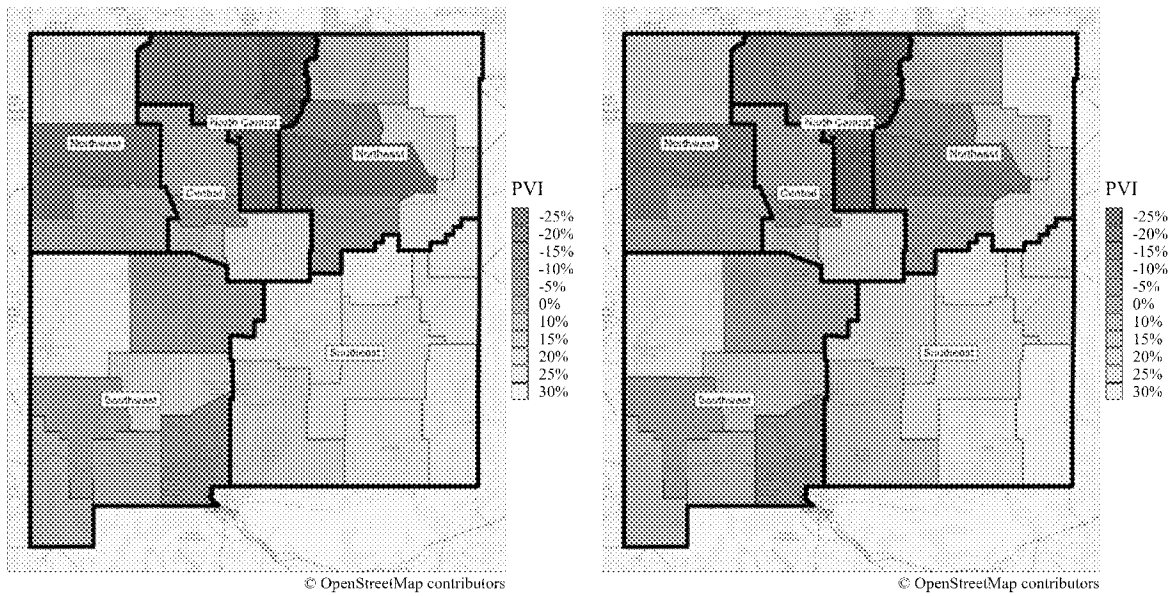 North Central
Northwest
Northeast
Central
Southeast
Southwest
PVI
-25%
-20%
-15%
-10%
-5%
0%
10%
15%
20%
25%
30%
© OpenStreetMap contributors
North Central
Northwest
Northeast
Central
Southeast
Southwest
PVI
-25%
-20%
-15%
-10%
-5%
0%
10%
15%
20%
25%
30%
© OpenStreetMap contributors